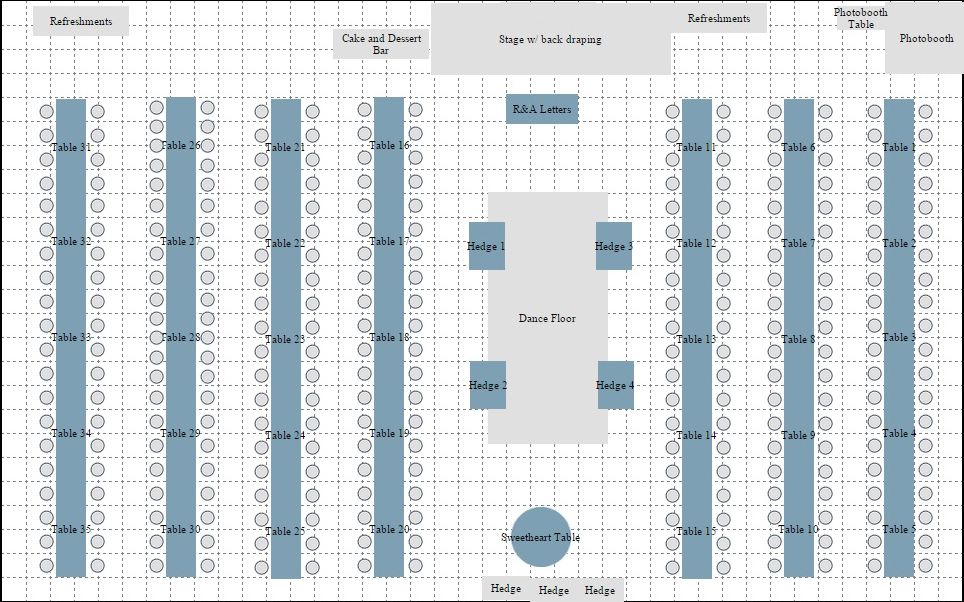 Refreshments
Cake and Dessert
Bar
Stage w/ back draping
Refreshments
Photobooth
Table
Photobooth
R&A Letters
Table 31
Table 26
Table 21
Table 16
Table 11
Table 6
Table 1
Table 32
Table 27
Table 22
Table 17
Hedge 1
Hedge 3
Table 12
Table 7
Table 2
Dance Floor
Table 33
Table 28
Table 23
Table 18
Table 13
Table 8
Table 3
Hedge 2
Hedge 4
Table 34
Table 29
Table 24
Table 19
Table 14
Table 9
Table 4
Table 35
Table 30
Table 25
Table 20
Sweetheart Table
Table 15
Table 10
Table 5
Hedge
Hedge
Hedge